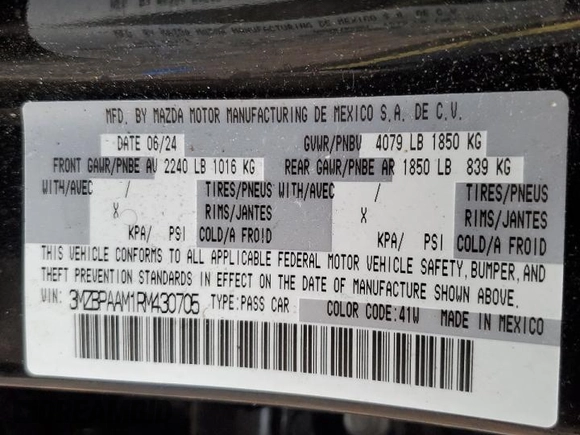 MFD. BY MAZDA MOTOR MANUFACTURING DE MEXICO S.A. DE C.V.
DATE 06/24 GVWR/PNBV 4079 LB 1850 KG
FRONT GAWR/PNBE AV 2240 LB 1016 KG REAR GAWR/PNBE AR 1850 LB 839 KG
WITH/AVEC / TIRES/PNEUS WITH/AVEC / TIRES/PNEUS
X RIMS/JANTES X RIMS/JANTES
KPA/ PSI COLD/A FROID KPA/ PSI COLD/A FROID
THIS VEHICLE CONFORMS TO ALL APPLICABLE FEDERAL MOTOR VEHICLE SAFETY, BUMPER, AND
THEFT PREVENTION STANDARDS IN EFFECT ON THE DATE OF MANUFACTURE SHOWN ABOVE.
VIN: 3MZBPAAM1RM430705 TYPE:PASS CAR COLOR CODE:41W MADE IN MEXICO